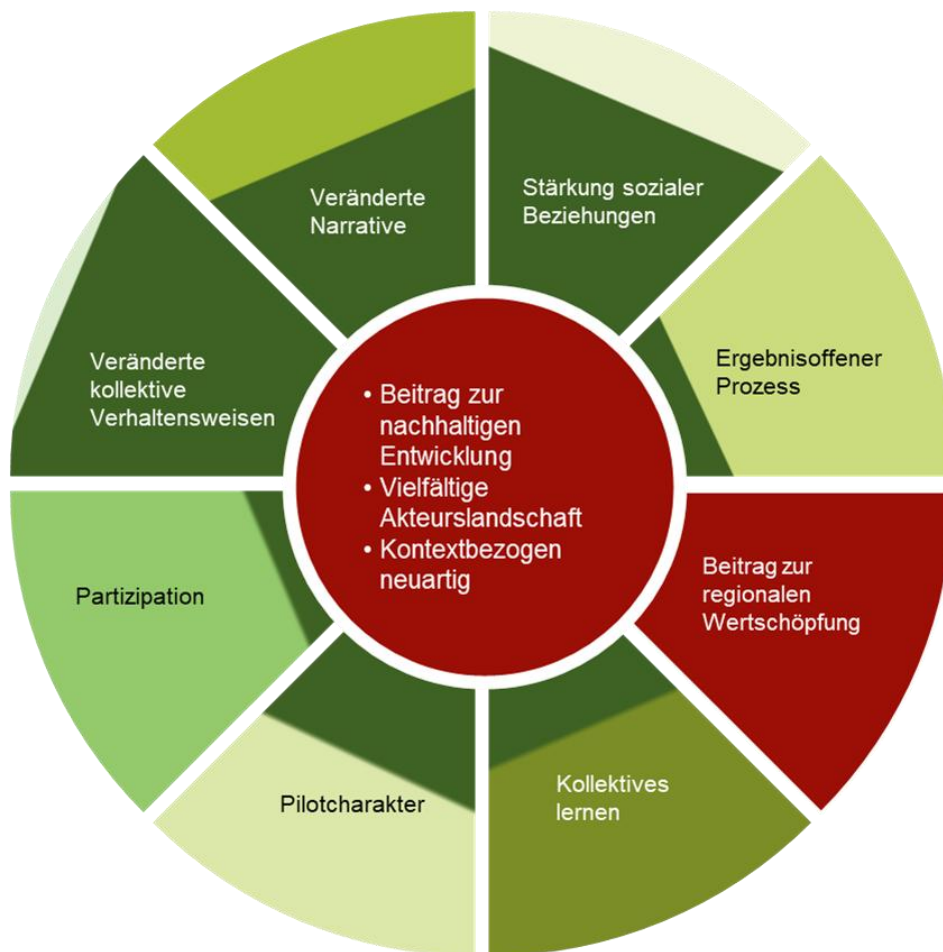 Veränderte
Narrative
Stärkung sozialer
Beziehungen
Ergebnisoffener
Prozess
Beitrag zur
regionalen
Wertschöpfung
Kollektives
lernen
Pilotcharakter
Partizipation
Veränderte
kollektive
Verhaltensweisen
• Beitrag zur
nachhaltigen
Entwicklung
• Vielfältige
Akteurslandschaft
• Kontextbezogen
neuartig